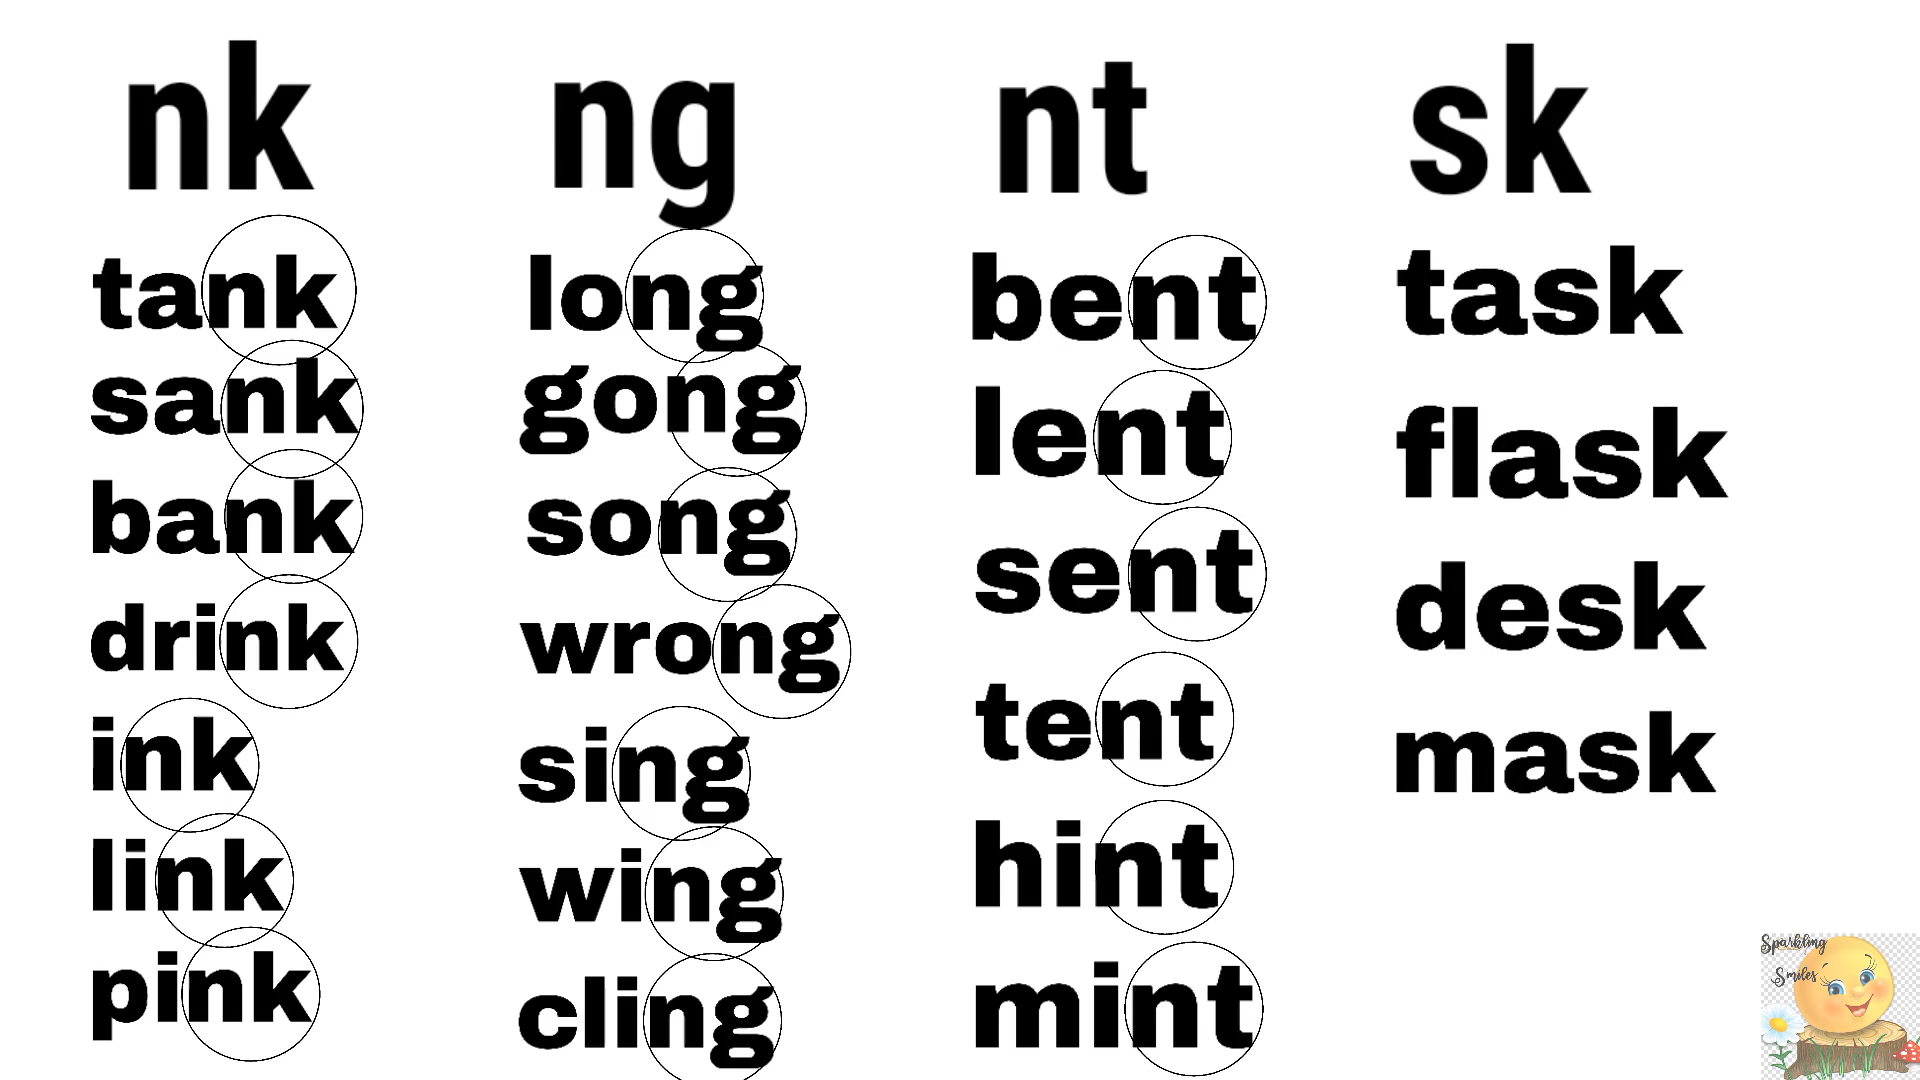 nk
tank
sank
bank
drink
ink
link
pink
ng
long
gong
song
wrong
sing
wing
cling
nt
bent
lent
sent
tent
hint
mint
sk
task
flask
desk
mask
Sparkling
Smiles